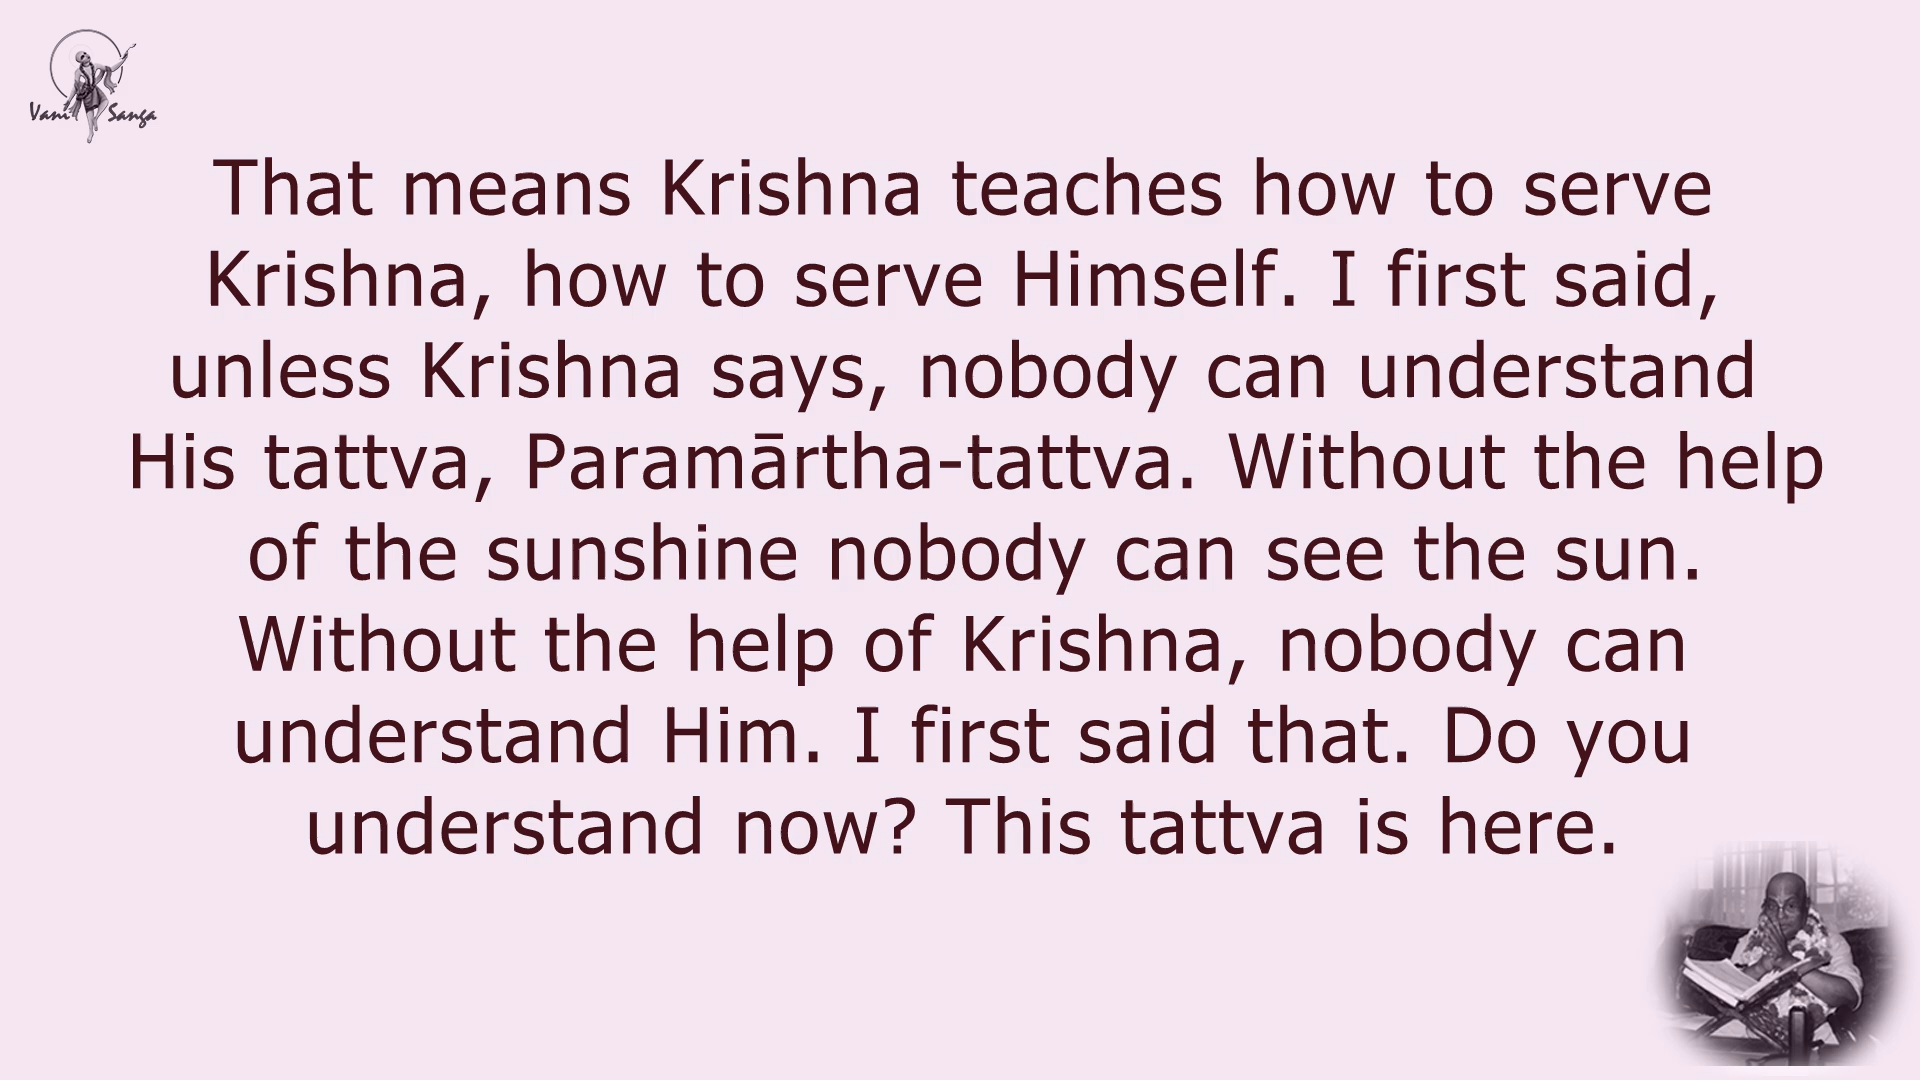 Vani Sanga
That means Krishna teaches how to serve
Krishna, how to serve Himself. I first said,
unless Krishna says, nobody can understand
His tattva, Paramārtha-tattva. Without the help
of the sunshine nobody can see the sun.
Without the help of Krishna, nobody can
understand Him. I first said that. Do you
understand now? This tattva is here.